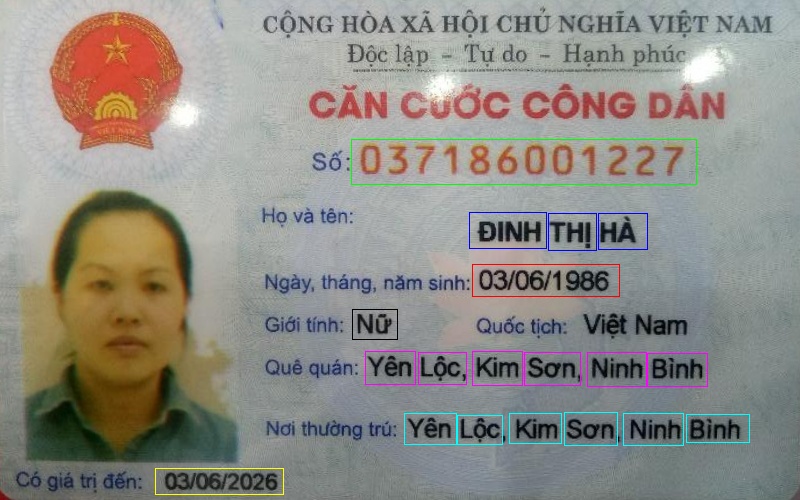 CỘNG HÒA XÃ HỘI CHỦ NGHĨA VIỆT NAM
Độc lập - Tự do - Hạnh phúc
CĂN CƯỚC CÔNG DÂN
Số: 037186001227
Họ và tên:
ĐINH THỊ HÀ
Ngày, tháng, năm sinh: 03/06/1986
Giới tính: Nữ Quốc tịch: Việt Nam
Quê quán: Yên Lộc, Kim Sơn, Ninh Bình
Nơi thường trú: Yên Lộc, Kim Sơn, Ninh Bình
Có giá trị đến: 03/06/2026
VIỆT NAM